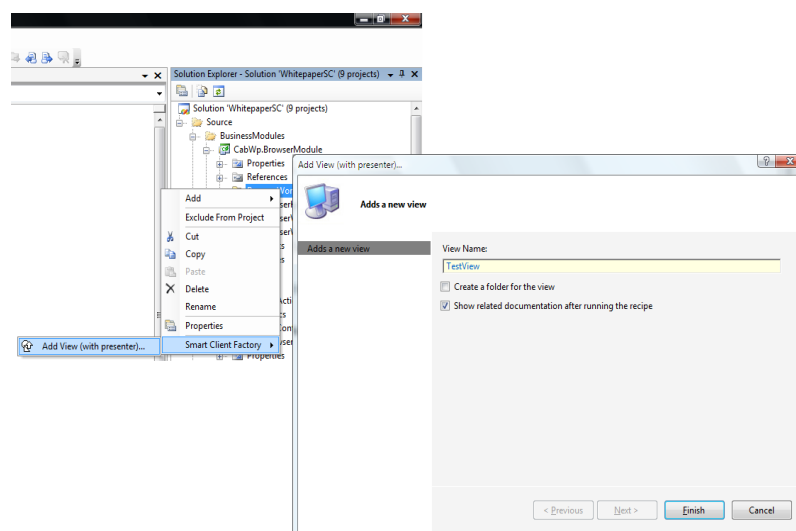 Solution Explorer - Solution 'WhitepaperSC' (9 projects)
Solution 'WhitepaperSC' (9 projects)
Source
BusinessModules
CabWp.BrowserModule
Properties
References
Add
Exclude From Project
Cut
Copy
Paste
Delete
Rename
Properties
Smart Client Factory
Add View (with presenter)...
Properties
Add View (with presenter)...
Adds a new view
Adds a new view
View Name:
TestView
Create a folder for the view
Show related documentation after running the recipe
< Previous
Next >
Finish
Cancel